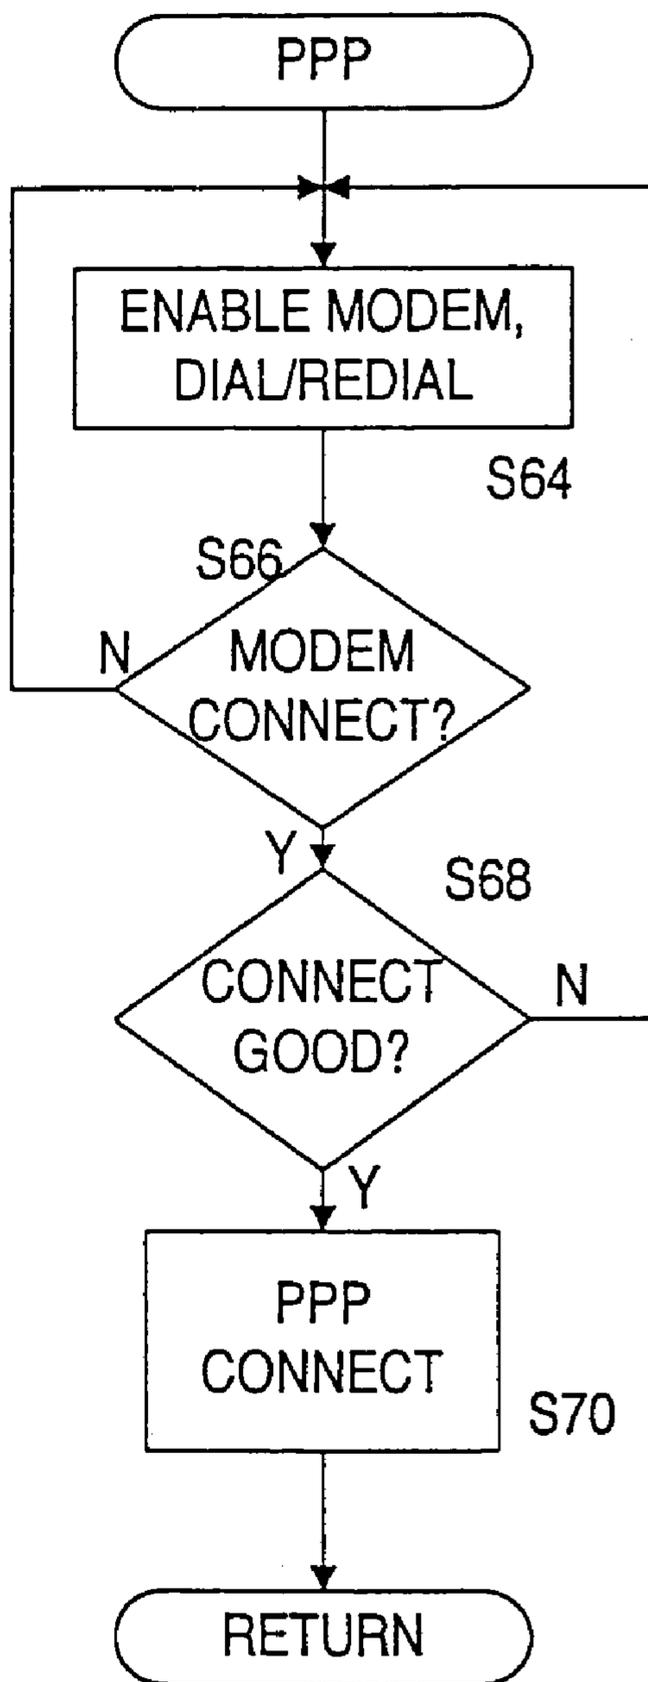 PPP
ENABLE MODEM,
DIAL/REDIAL
S64
S66
MODEM
CONNECT?
N
Y
S68
CONNECT
GOOD?
N
Y
PPP
CONNECT
S70
RETURN